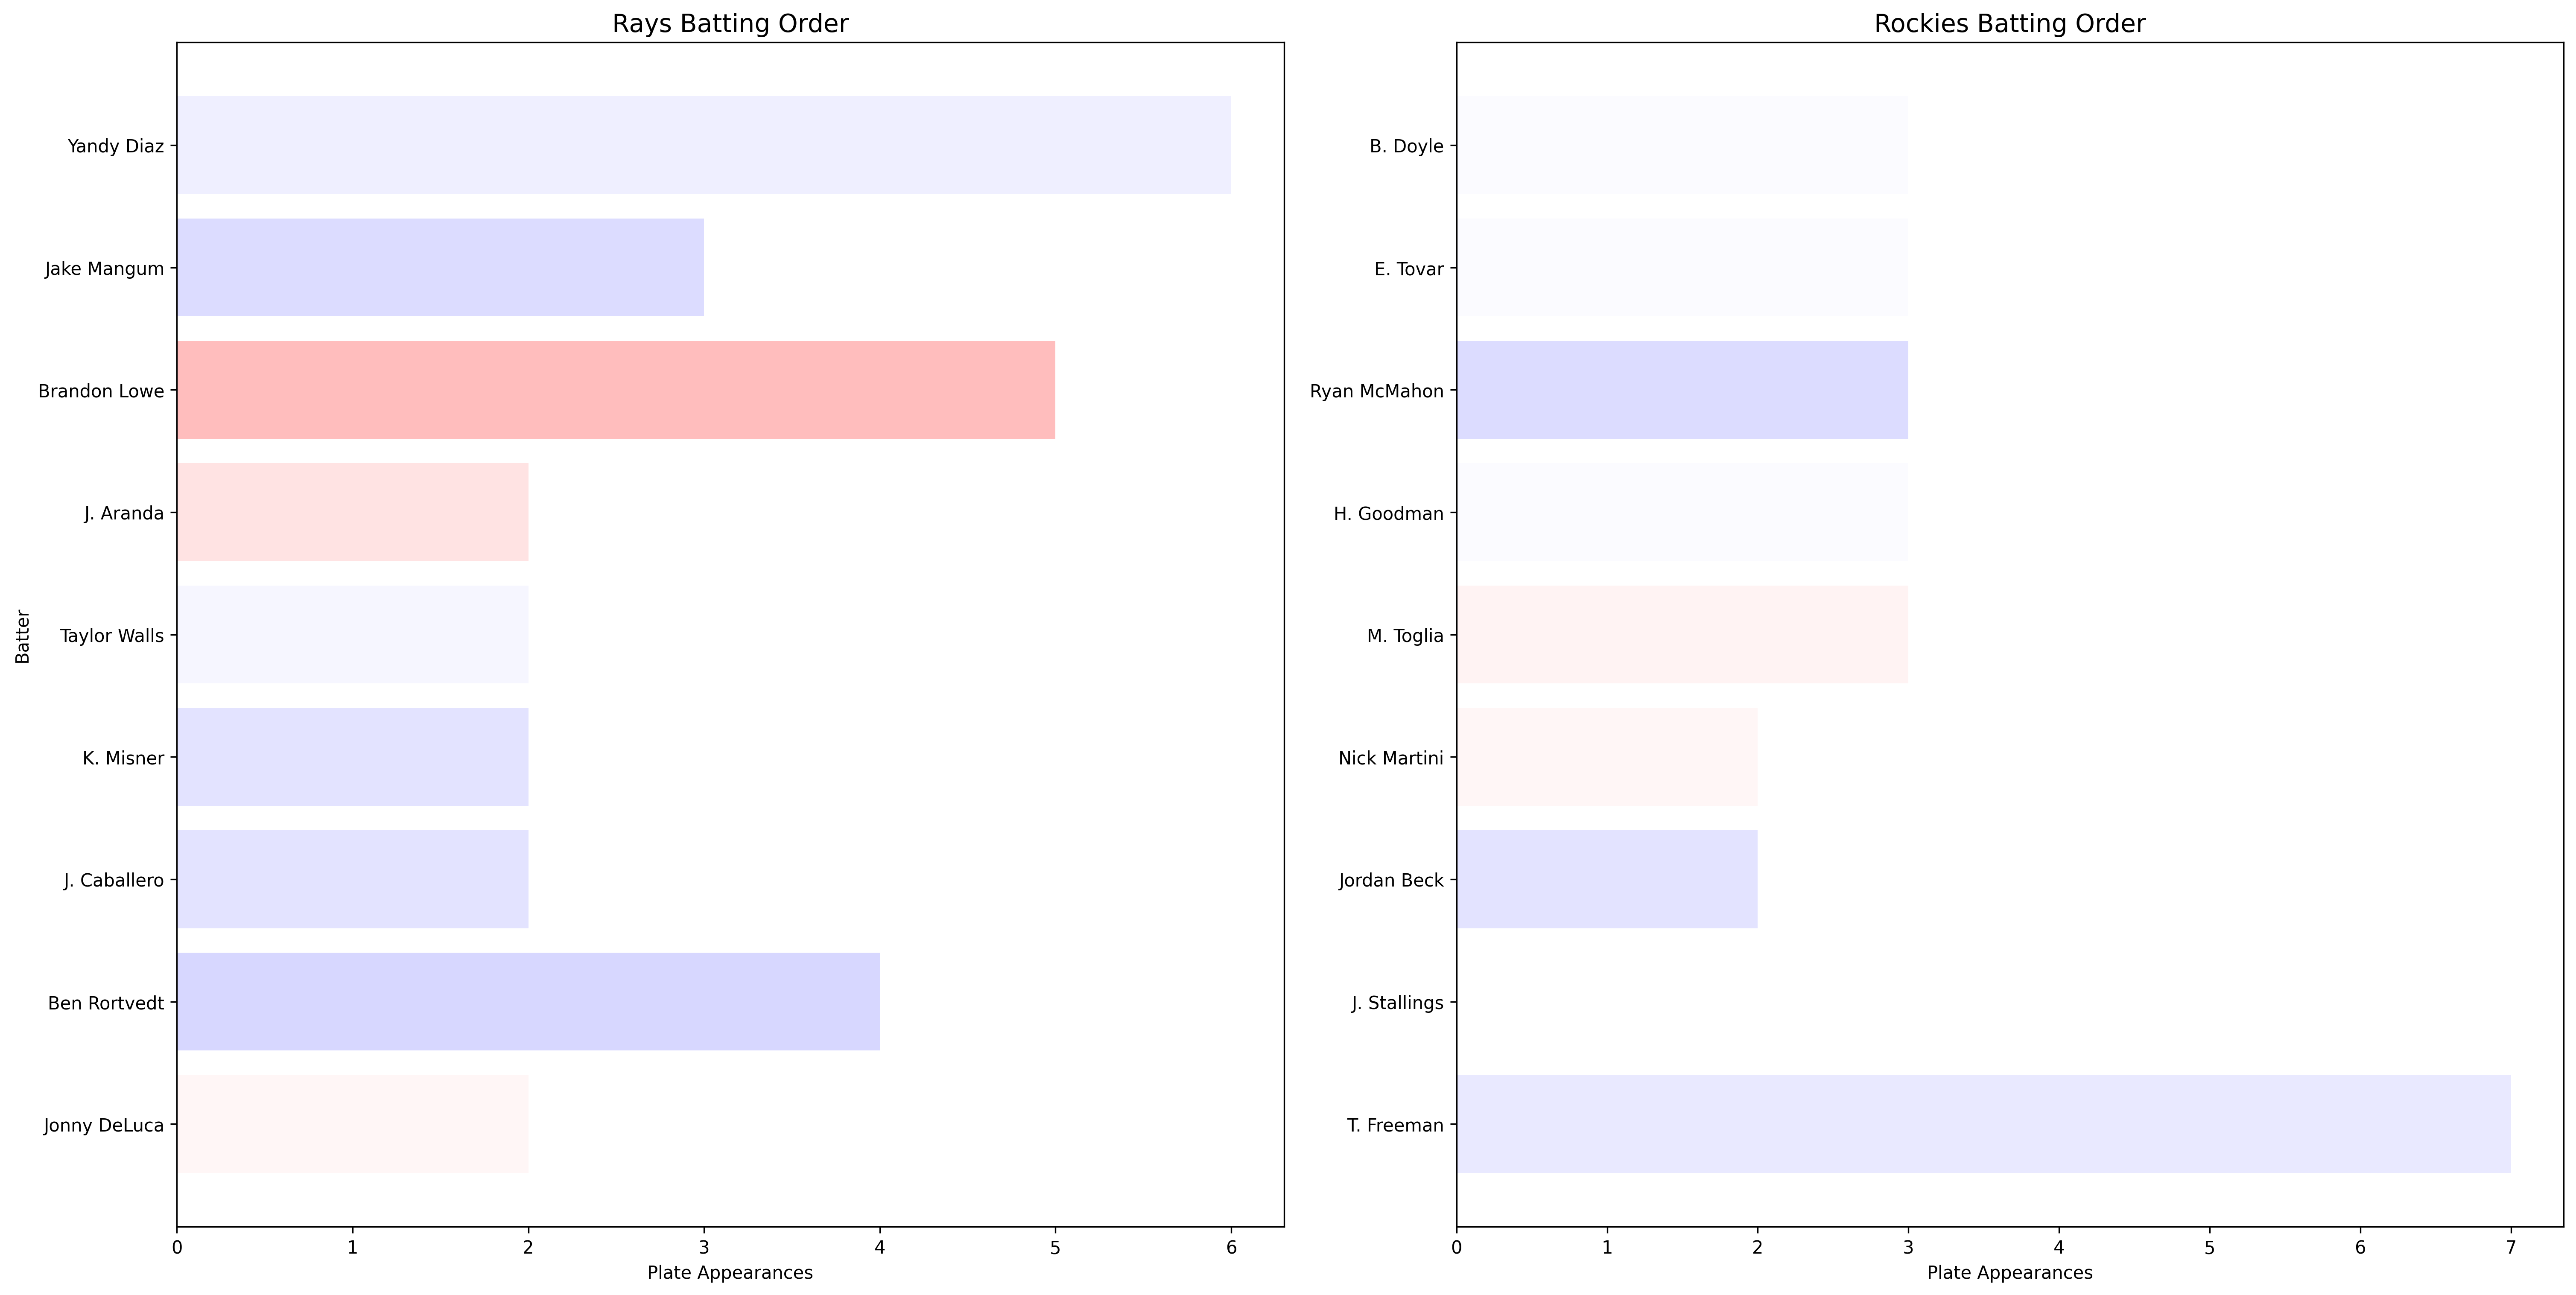 Rays Batting Order
Batter
Yandy Diaz
Jake Mangum
Brandon Lowe
J. Aranda
Taylor Walls
K. Misner
J. Caballero
Ben Rortvedt
Jonny DeLuca
0 1 2 3 4 5 6
Plate Appearances
Rockies Batting Order
B. Doyle
E. Tovar
Ryan McMahon
H. Goodman
M. Toglia
Nick Martini
Jordan Beck
J. Stallings
T. Freeman
0 1 2 3 4 5 6 7
Plate Appearances